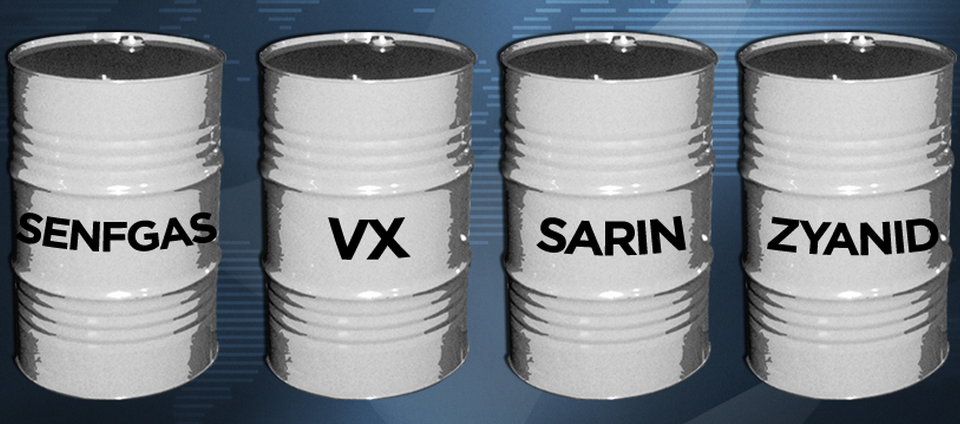 SENFGAS
VX
SARIN
ZYANID